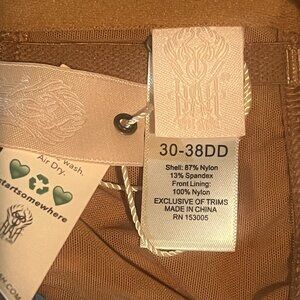 wash.
Air Dry.
startsomewhere
30-38DD
Shell: 87% Nylon
13% Spandex
Front Lining:
100% Nylon
EXCLUSIVE OF TRIMS
MADE IN CHINA
RN 153005